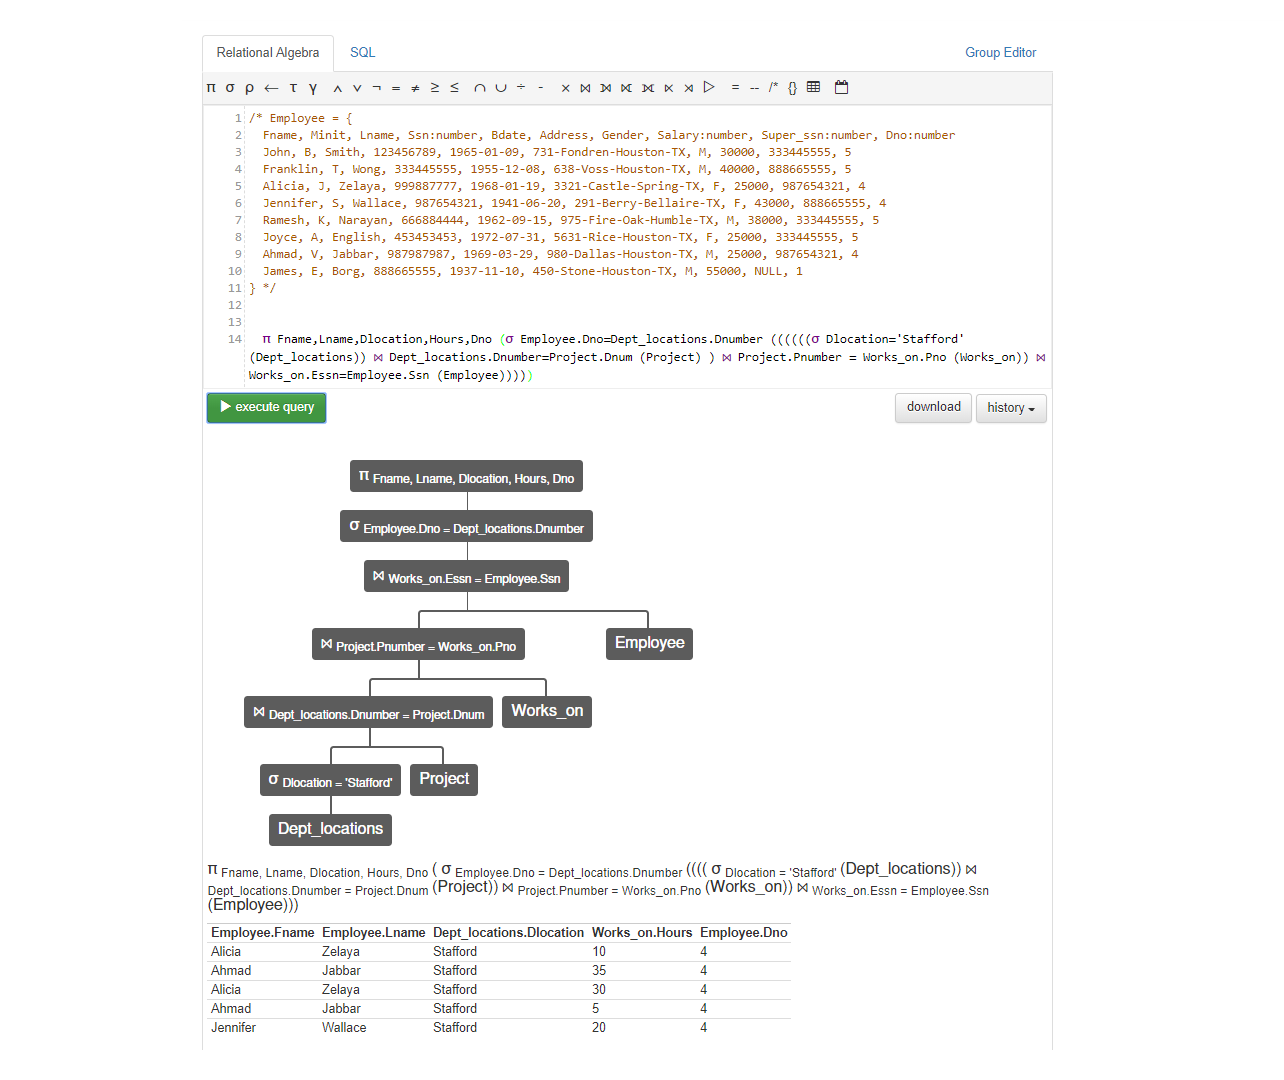 Relational Algebra SQL Group Editor
π σ ρ ← τ γ ∧ ∨ ¬ = ≠ ≥ ≤ ∩ ∪ ÷ - × ⋈ ⟗ ⟕ ⟖ ⋉ ⋊ ▷ = -- /* {}
1 /* Employee = {
2 Fname, Minit, Lname, Ssn:number, Bdate, Address, Gender, Salary:number, Super_ssn:number, Dno:number
3 John, B, Smith, 123456789, 1965-01-09, 731-Fondren-Houston-TX, M, 30000, 333445555, 5
4 Franklin, T, Wong, 333445555, 1955-12-08, 638-Voss-Houston-TX, M, 40000, 888665555, 5
5 Alicia, J, Zelaya, 999887777, 1968-01-19, 3321-Castle-Spring-TX, F, 25000, 987654321, 4
6 Jennifer, S, Wallace, 987654321, 1941-06-20, 291-Berry-Bellaire-TX, F, 43000, 888665555, 4
7 Ramesh, K, Narayan, 666884444, 1962-09-15, 975-Fire-Oak-Humble-TX, M, 38000, 333445555, 5
8 Joyce, A, English, 453453453, 1972-07-31, 5631-Rice-Houston-TX, F, 25000, 333445555, 5
9 Ahmad, V, Jabbar, 987987987, 1969-03-29, 980-Dallas-Houston-TX, M, 25000, 987654321, 4
10 James, E, Borg, 888665555, 1937-11-10, 450-Stone-Houston-TX, M, 55000, NULL, 1
11 } */
12
13
14 π Fname,Lname,Dlocation,Hours,Dno (σ Employee.Dno=Dept_locations.Dnumber ((((((σ Dlocation='Stafford'
(Dept_locations)) ⋈ Dept_locations.Dnumber=Project.Dnum (Project) ) ⋈ Project.Pnumber = Works_on.Pno (Works_on)) ⋈
Works_on.Essn=Employee.Ssn (Employee)))))
▶ execute query download history
π Fname, Lname, Dlocation, Hours, Dno
σ Employee.Dno = Dept_locations.Dnumber
⋈ Works_on.Essn = Employee.Ssn
⋈ Project.Pnumber = Works_on.Pno Employee
⋈ Dept_locations.Dnumber = Project.Dnum Works_on
σ Dlocation = 'Stafford' Project
Dept_locations
π Fname, Lname, Dlocation, Hours, Dno ( σ Employee.Dno = Dept_locations.Dnumber (((( σ Dlocation = 'Stafford' (Dept_locations)) ⋈
Dept_locations.Dnumber = Project.Dnum (Project)) ⋈ Project.Pnumber = Works_on.Pno (Works_on)) ⋈ Works_on.Essn = Employee.Ssn
(Employee)))
Employee.Fname Employee.Lname Dept_locations.Dlocation Works_on.Hours Employee.Dno
Alicia Zelaya Stafford 10 4
Ahmad Jabbar Stafford 35 4
Alicia Zelaya Stafford 30 4
Ahmad Jabbar Stafford 5 4
Jennifer Wallace Stafford 20 4